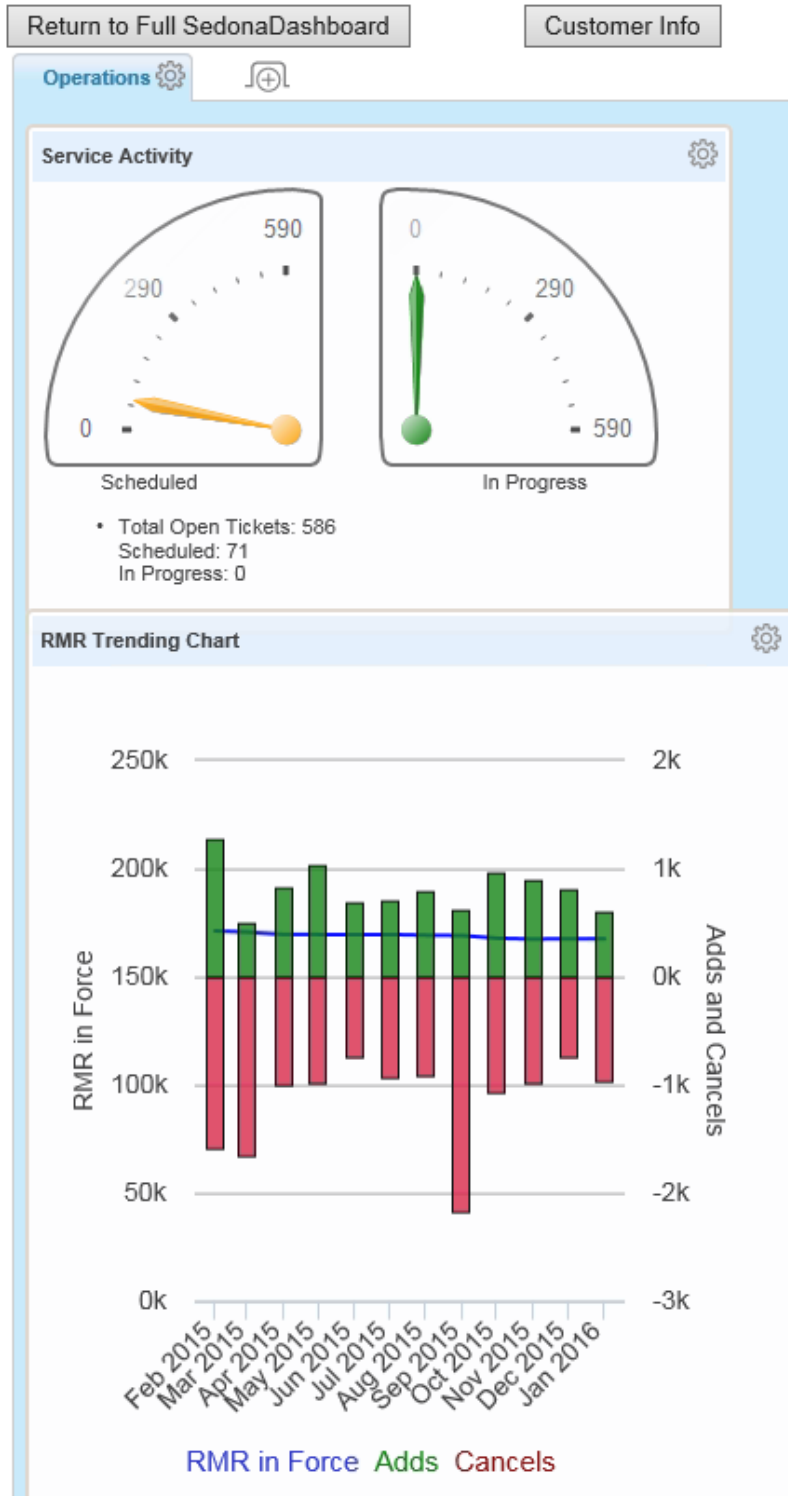 Return to Full SedonaDashboard
Customer Info
Operations
Service Activity
590
290
0
Scheduled
0
290
590
In Progress
• Total Open Tickets: 586
Scheduled: 71
In Progress: 0
RMR Trending Chart
250k
200k
150k
100k
50k
0k
RMR in Force
2k
1k
0k
-1k
-2k
-3k
Adds and Cancels
Feb 2015
Mar 2015
Apr 2015
May 2015
Jun 2015
Jul 2015
Aug 2015
Sep 2015
Oct 2015
Nov 2015
Dec 2015
Jan 2016
RMR in Force Adds Cancels